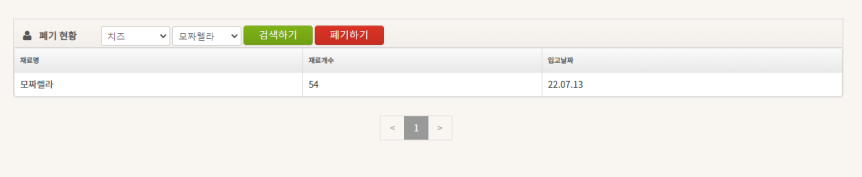 폐기 현황 치즈 모짜렐라 검색하기 폐기하기
재료명 재료개수 입고날짜
모짜렐라 54 22.07.13
< 1 >